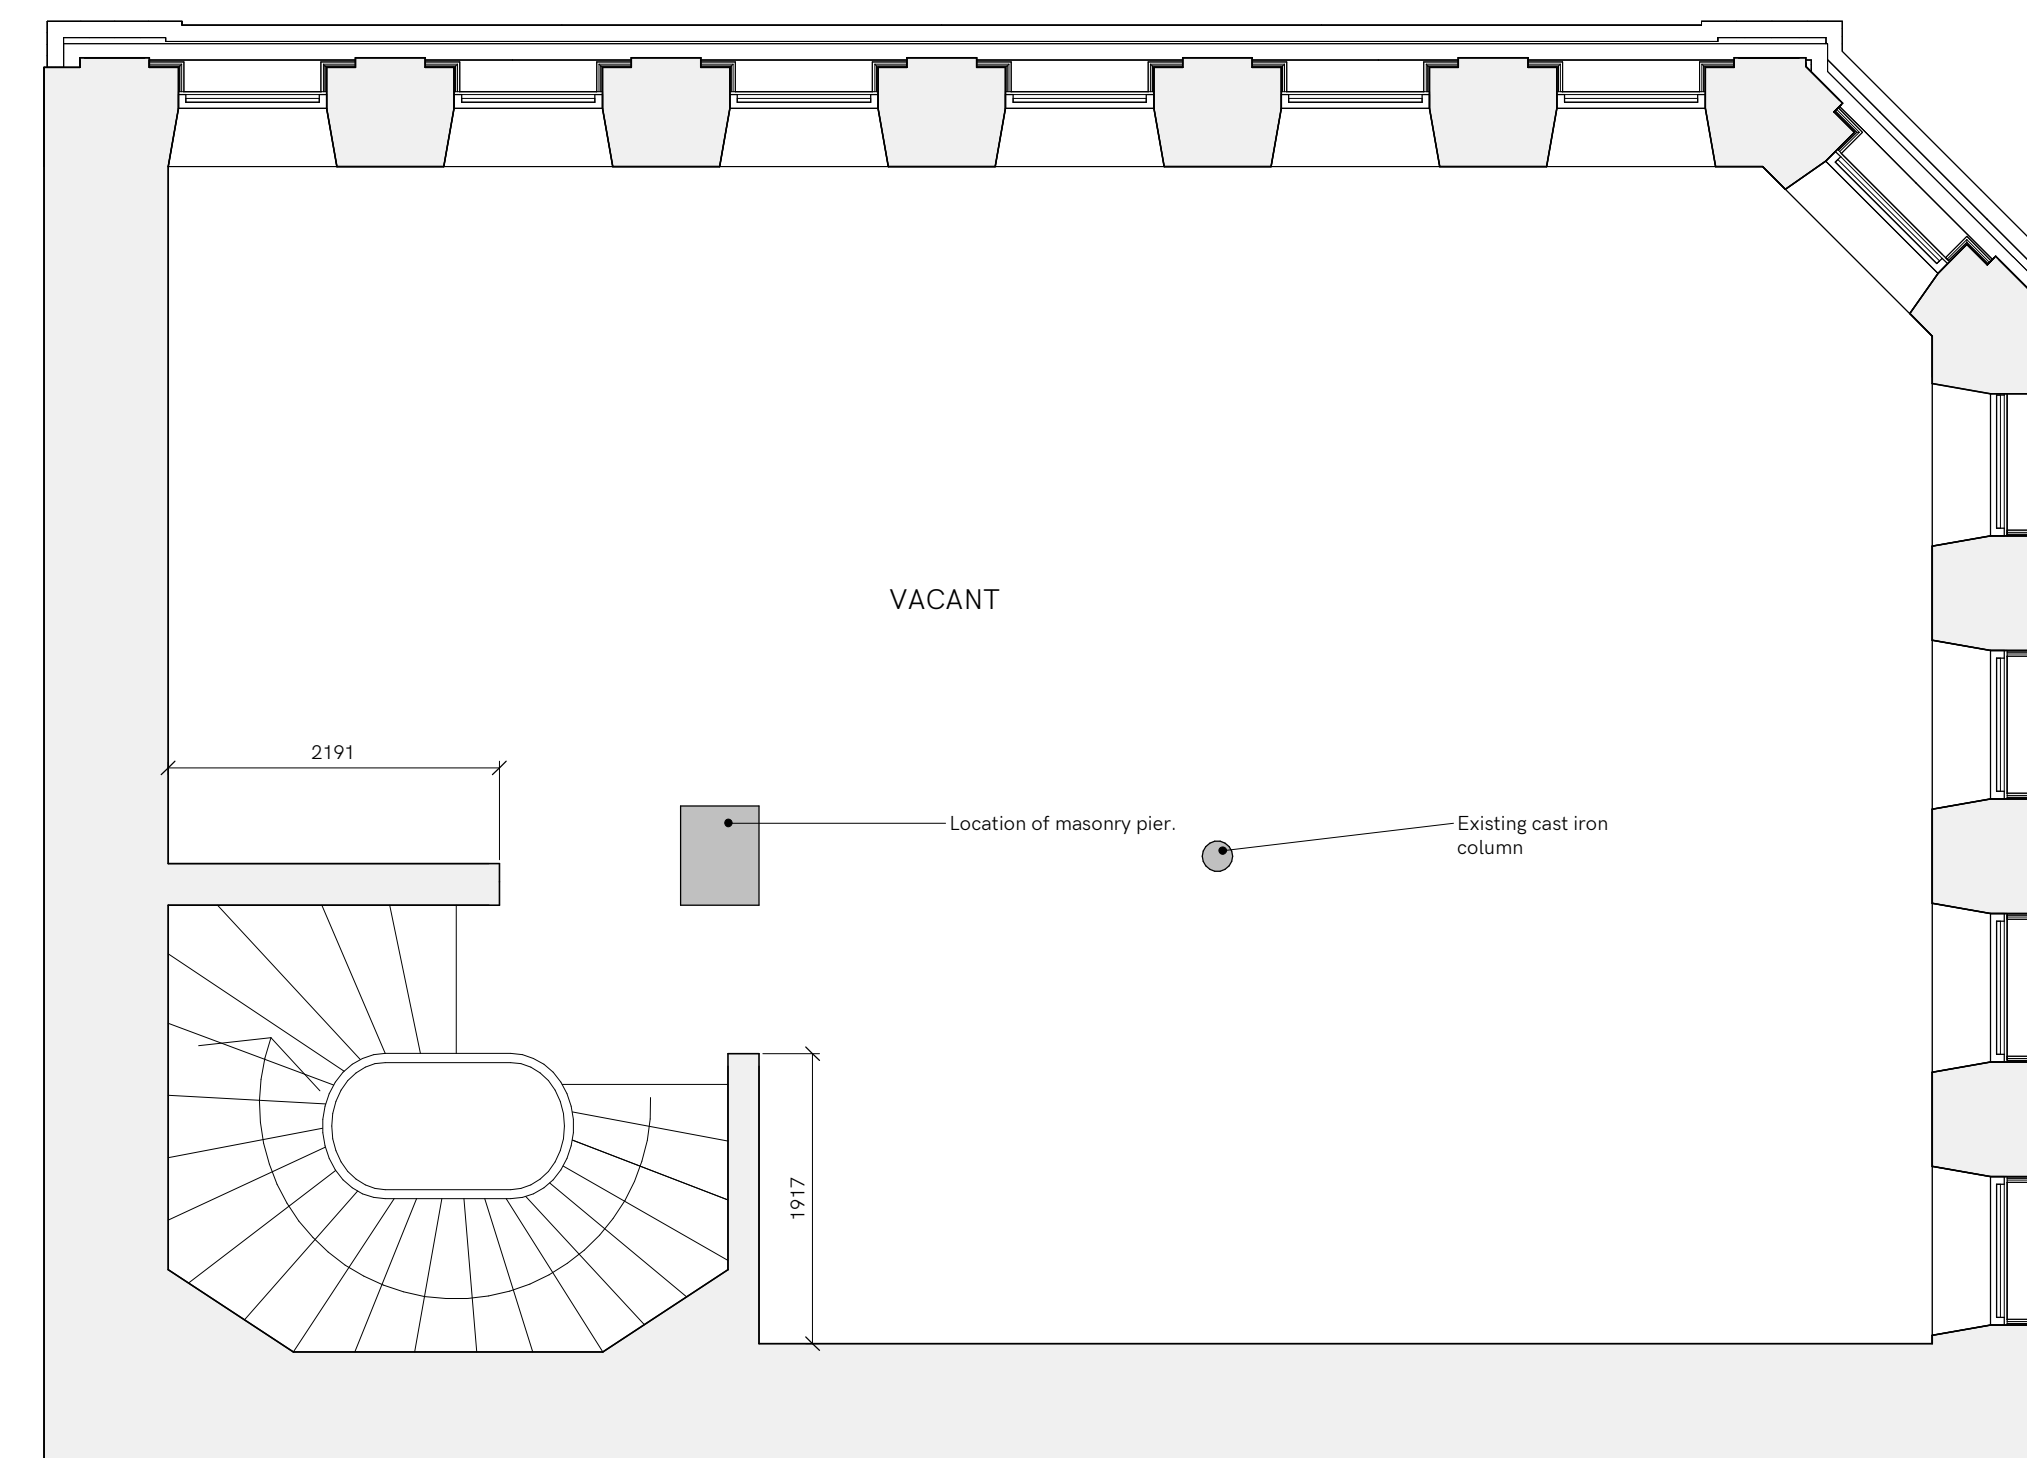 VACANT
2191
Location of masonry pier.
Existing cast iron
column
1917